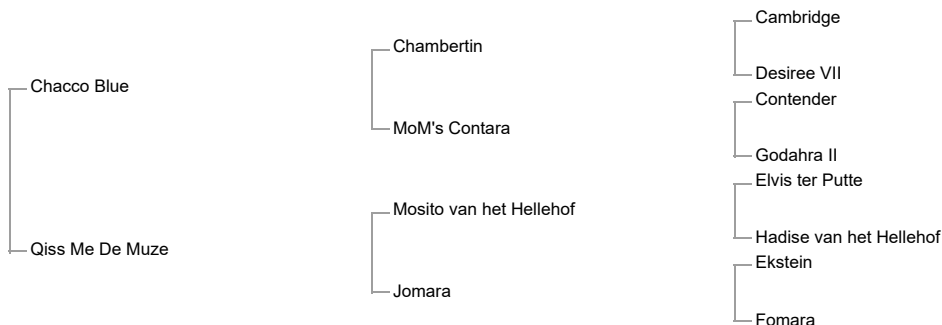 Cambridge
Chambertin
Desiree VII
Chacco Blue
Contender
MoM's Contara
Godahra II
Elvis ter Putte
Mosito van het Hellehof
Hadise van het Hellehof
Qiss Me De Muze
Ekstein
Jomara
Fomara